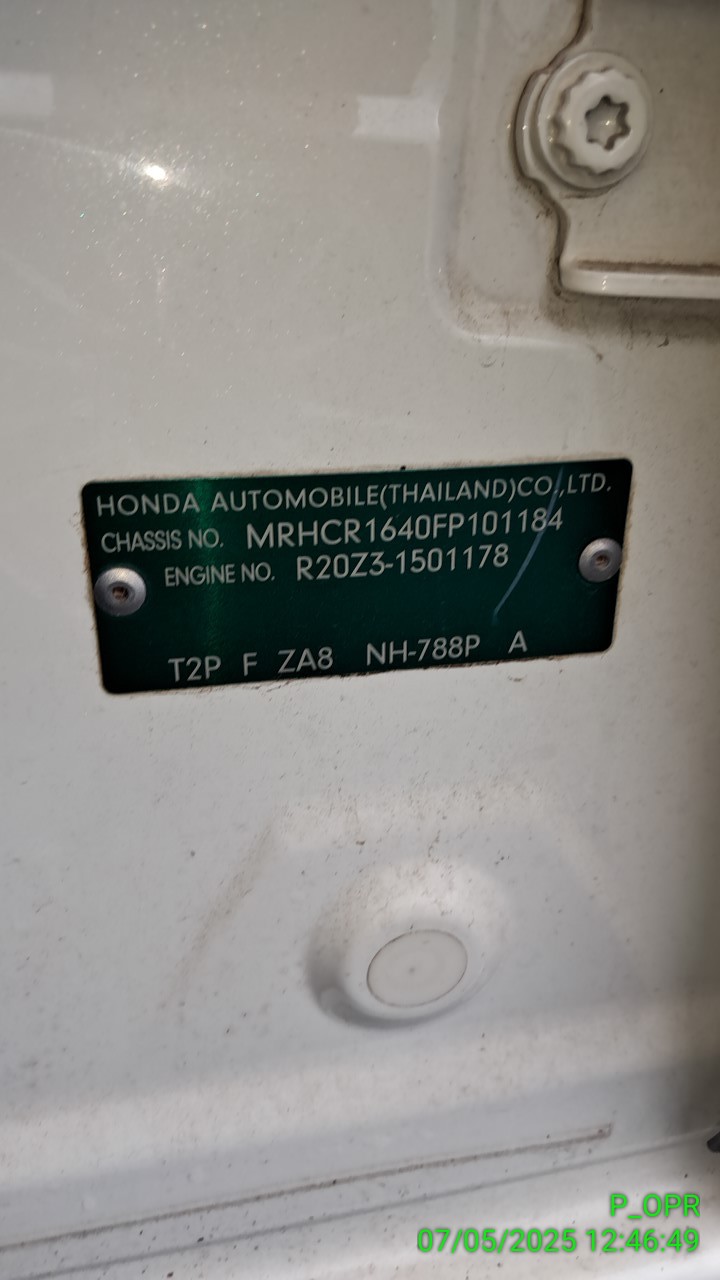 HONDA AUTOMOBILE(THAILAND)CO.,LTD.
CHASSIS NO. MRHCR1640FP101184
ENGINE NO. R20Z3-1501178
T2P F ZA8 NH-788P A
P_OPR
07/05/2025 12:46:49